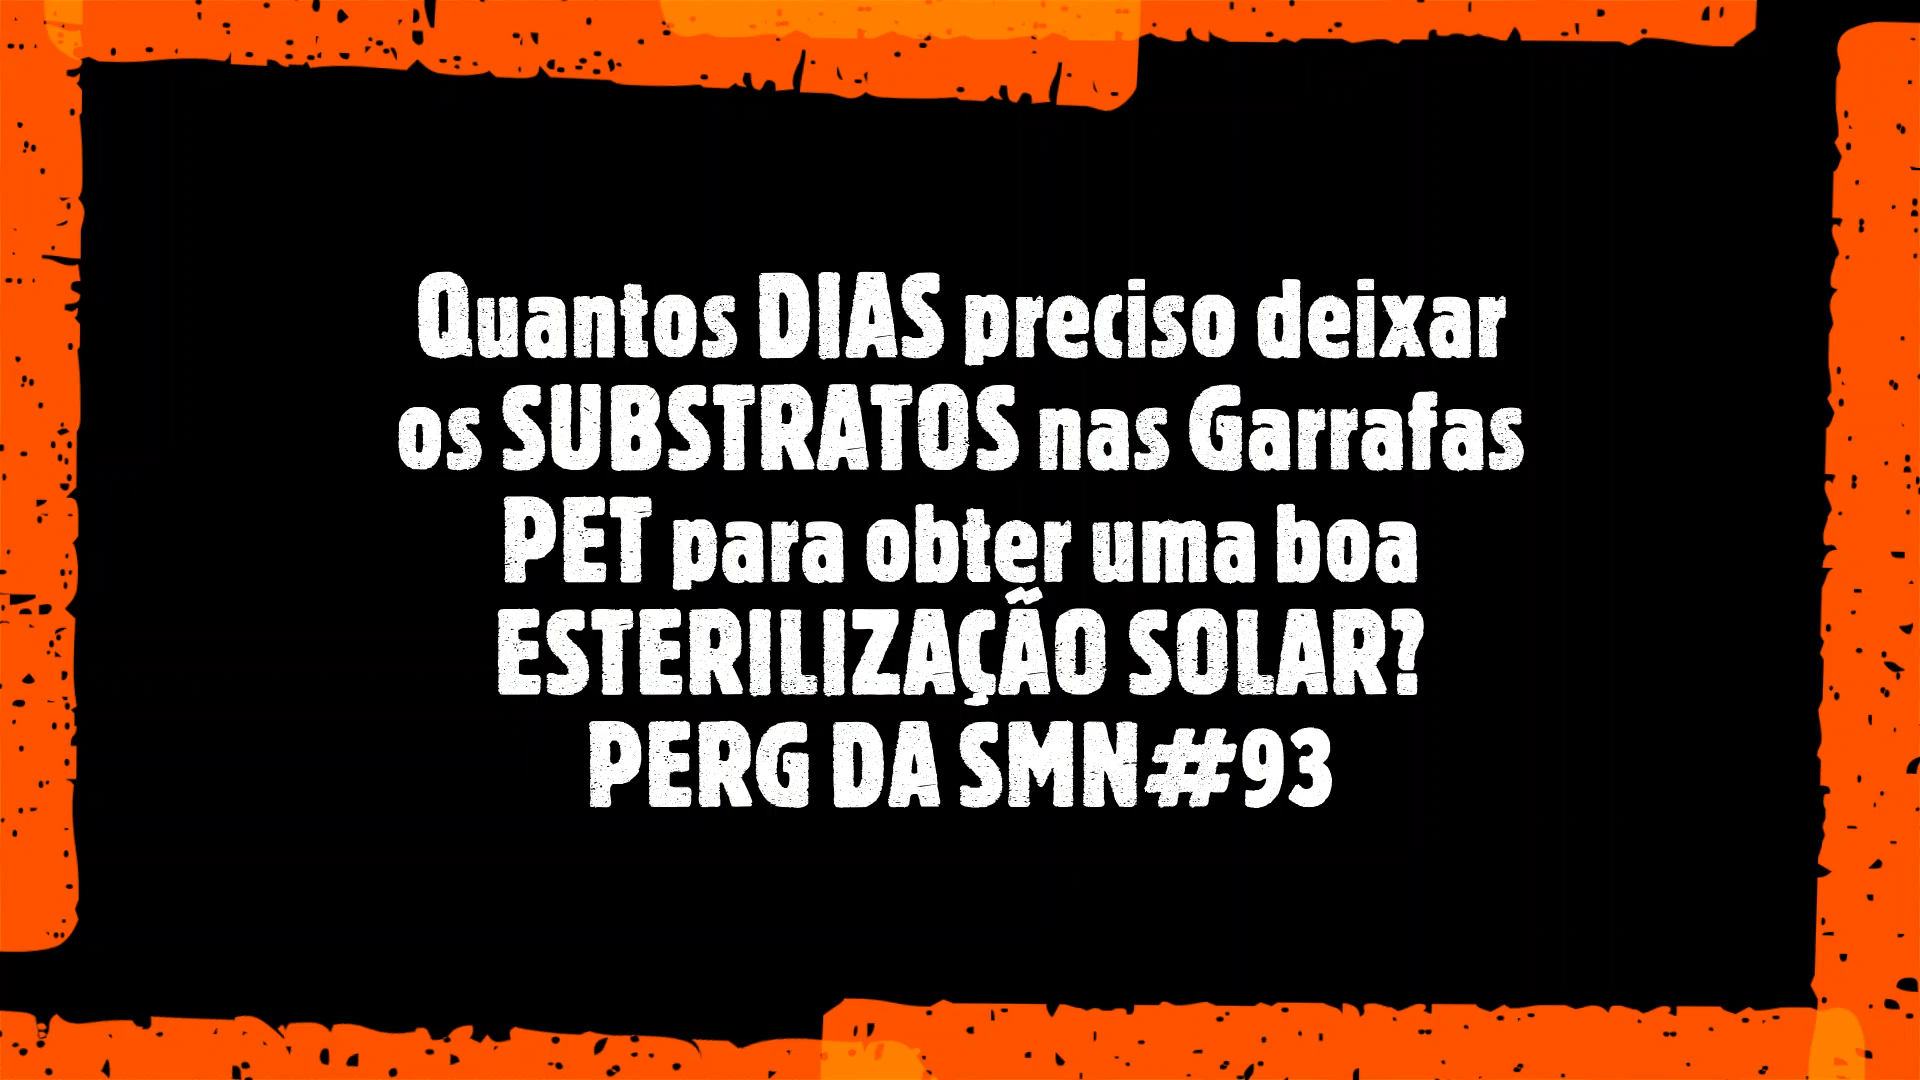 Quantos DIAS preciso deixar
os SUBSTRATOS nas Garrafas
PET para obter uma boa
ESTERILIZAÇÃO SOLAR?
PERG DA SMN#93